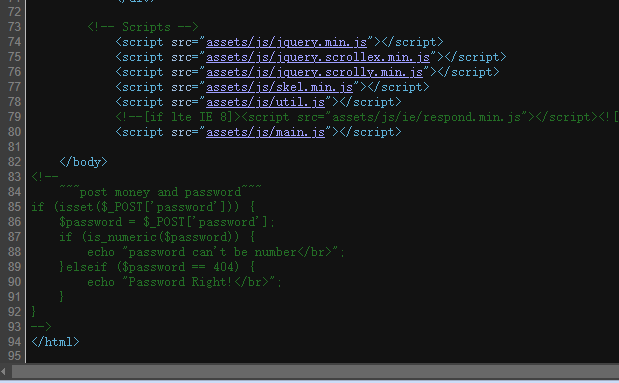 72
73 <!-- Scripts -->
74 <script src="assets/js/jquery.min.js"></script>
75 <script src="assets/js/jquery.scrollex.min.js"></script>
76 <script src="assets/js/jquery.scrolly.min.js"></script>
77 <script src="assets/js/skel.min.js"></script>
78 <script src="assets/js/util.js"></script>
79 <!--[if lte IE 8]><script src="assets/js/ie/respond.min.js"></script><![
80 <script src="assets/js/main.js"></script>
81
82 </body>
83 <!--
84 ~~~post money and password~~~
85 if (isset($_POST['password'])) {
86 $password = $_POST['password'];
87 if (is_numeric($password)) {
88 echo "password can't be number</br>";
89 }elseif ($password == 404) {
90 echo "Password Right!</br>";
91 }
92 }
93 -->
94 </html>
95